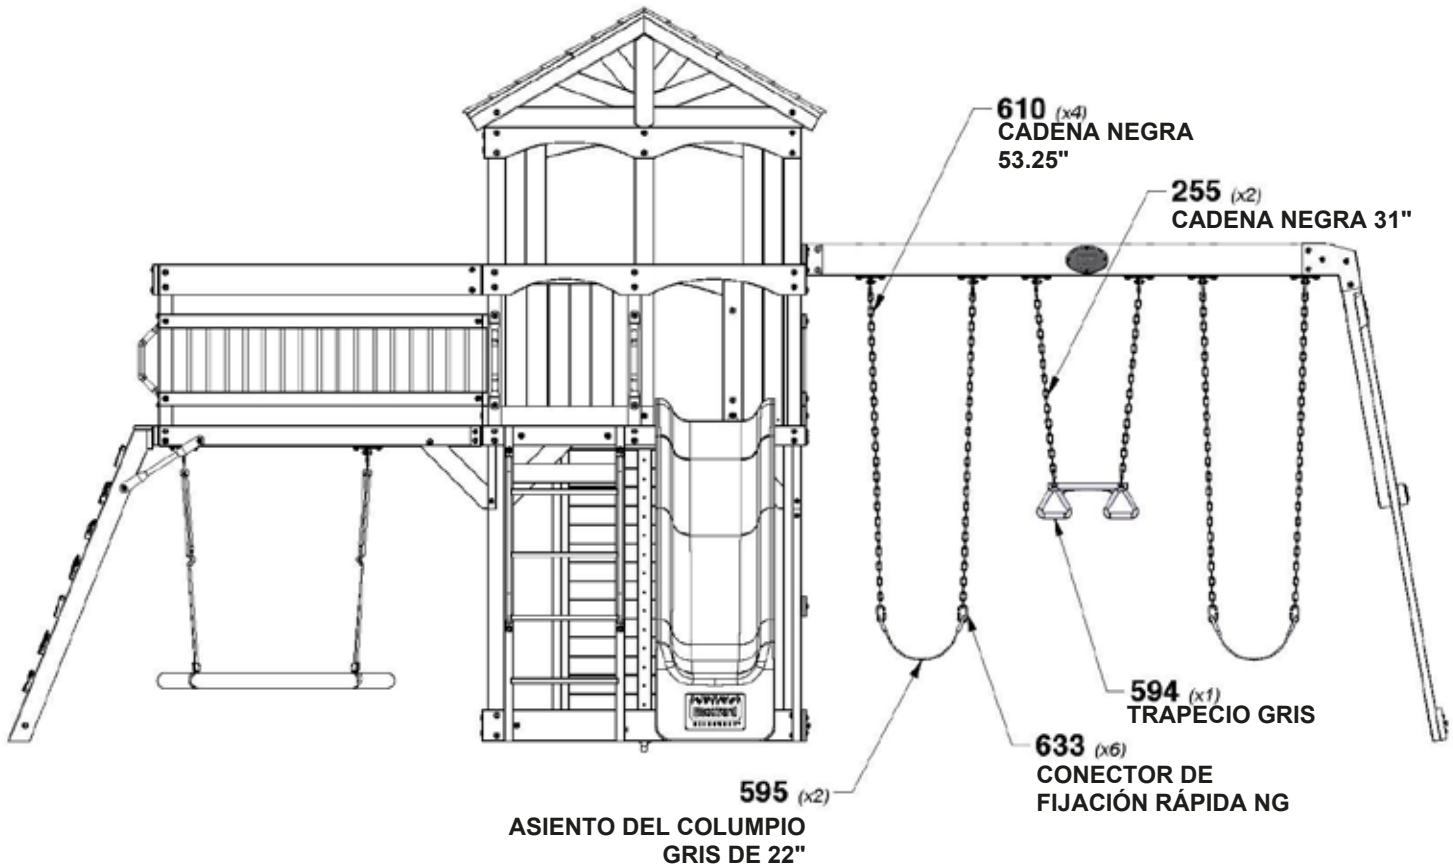 610 (x4)
CADENA NEGRA
53.25"
255 (x2)
CADENA NEGRA 31"
594 (x1)
TRAPECIO GRIS
633 (x6)
CONECTOR DE
FIJACIÓN RÁPIDA NG
595 (x2)
ASIENTO DEL COLUMPIO
GRIS DE 22"